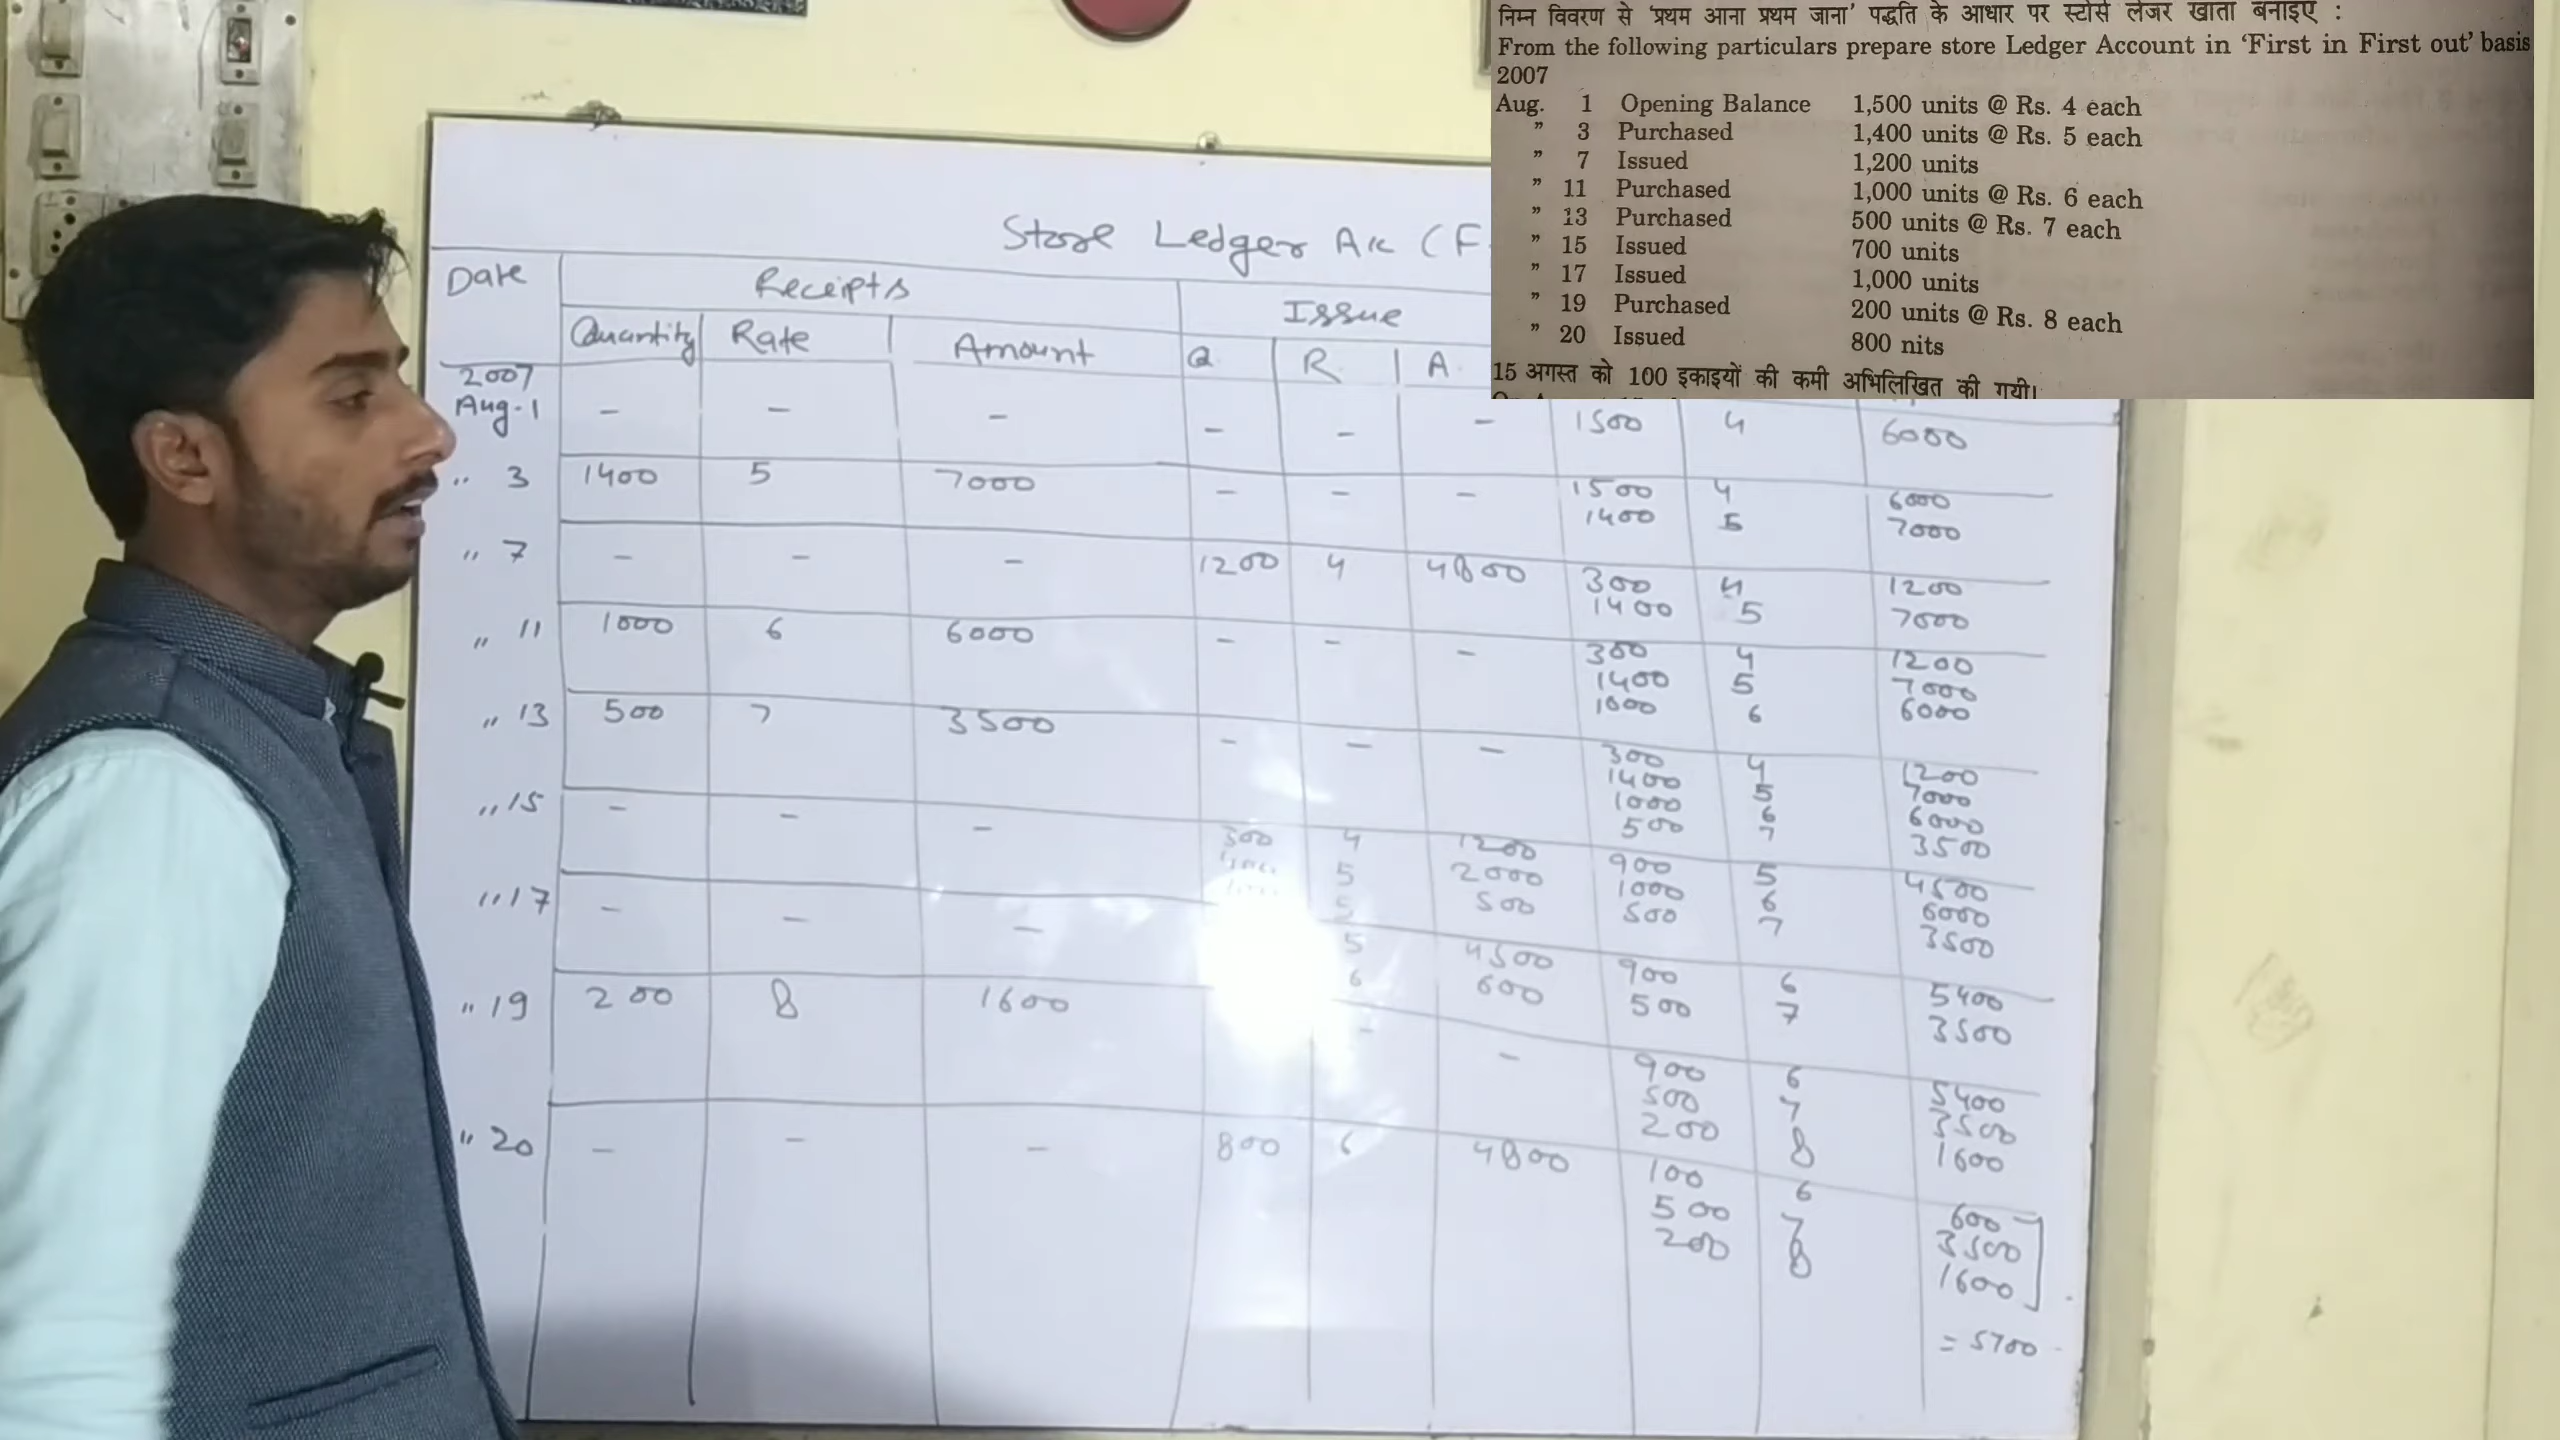 निम्न विवरण से 'प्रथम आना प्रथम जाना' पद्धति के आधार पर स्टोर्स लेजर खाता बनाइए :
From the following particulars prepare store Ledger Account in 'First in First out' basis
2007
Aug. 1 Opening Balance 1,500 units @ Rs. 4 each
” 3 Purchased 1,400 units @ Rs. 5 each
” 7 Issued 1,200 units
” 11 Purchased 1,000 units @ Rs. 6 each
” 13 Purchased 500 units @ Rs. 7 each
” 15 Issued 700 units
” 17 Issued 1,000 units
” 19 Purchased 200 units @ Rs. 8 each
” 20 Issued 800 nits
15 अगस्त को 100 इकाइयों की कमी अभिलिखित की गयी।
Store Ledger A/c (F
Date Receipts Issue
Quantity Rate Amount Q R. A.
2007
Aug-1 - - - - - - 1500 4 6000
,, 3 1400 5 7000 - - - 1500 4 6000
1400 5 7000
,, 7 - - - 1200 4 4800 300 4 1200
1400 5 7000
,, 11 1000 6 6000 - - - 300 4 1200
1400 5 7000
1000 6 6000
,, 13 500 7 3500 - - - 300 4 1200
1400 5 7000
1000 6 6000
500 7 3500
,, 15 - - - 300 4 1200 900 5 4500
5 2000 1000 6 6000
5 500 500 7 3500
,, 17 - - - 5 4500 900 6 5400
6 600 500 7 3500
,, 19 200 8 1600 - - 900 6 5400
500 7 3500
200 8 1600
,, 20 - - - 800 6 4800 100 6 600
500 7 3500
200 8 1600
= 5700